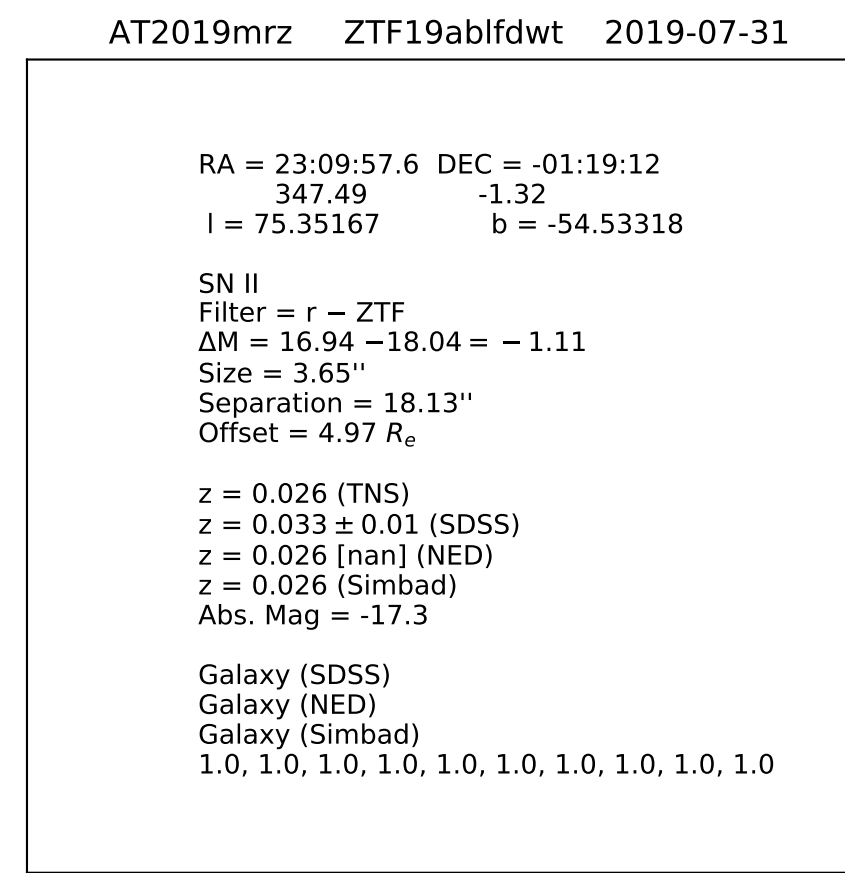 AT2019mrz ZTF19ablfdwt 2019-07-31
RA = 23:09:57.6 DEC = -01:19:12
347.49 -1.32
l = 75.35167 b = -54.53318
SN II
Filter = r − ZTF
ΔM = 16.94 −18.04 = − 1.11
Size = 3.65''
Separation = 18.13''
Offset = 4.97 Re
z = 0.026 (TNS)
z = 0.033 ± 0.01 (SDSS)
z = 0.026 [nan] (NED)
z = 0.026 (Simbad)
Abs. Mag = -17.3
Galaxy (SDSS)
Galaxy (NED)
Galaxy (Simbad)
1.0, 1.0, 1.0, 1.0, 1.0, 1.0, 1.0, 1.0, 1.0, 1.0